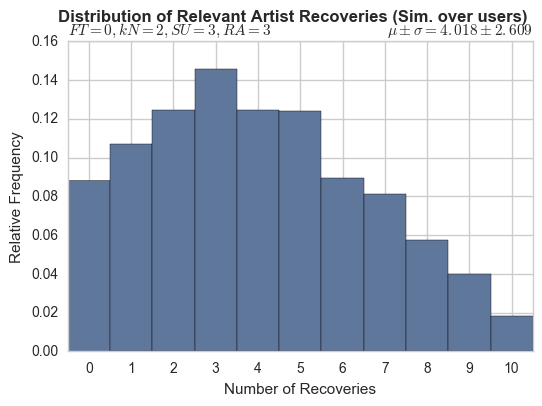 Distribution of Relevant Artist Recoveries (Sim. over users)
FT = 0, kN = 2, SU = 3, RA = 3
μ ± σ = 4.018 ± 2.609
0.16
0.14
0.12
0.10
0.08
0.06
0.04
0.02
0.00
Relative Frequency
0 1 2 3 4 5 6 7 8 9 10
Number of Recoveries